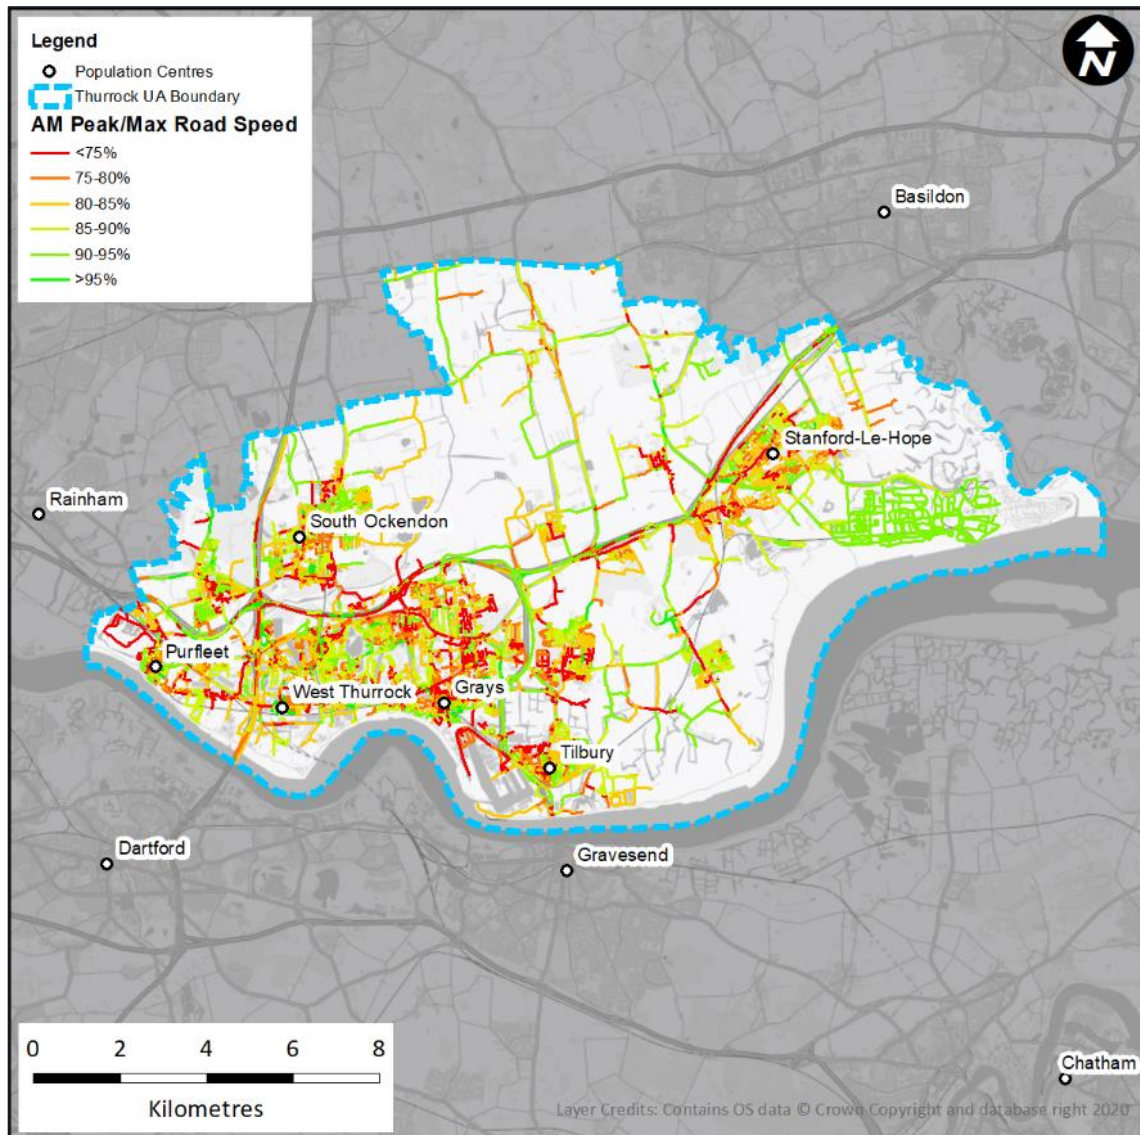 Legend
Population Centres
Thurrock UA Boundary
AM Peak/Max Road Speed
<75%
75-80%
80-85%
85-90%
90-95%
>95%
N
Basildon
Stanford-Le-Hope
Rainham
South Ockendon
Purfleet
West Thurrock
Grays
Tilbury
Dartford
Gravesend
Chatham
0 2 4 6 8
Kilometres
Layer Credits: Contains OS data © Crown Copyright and database right 2020